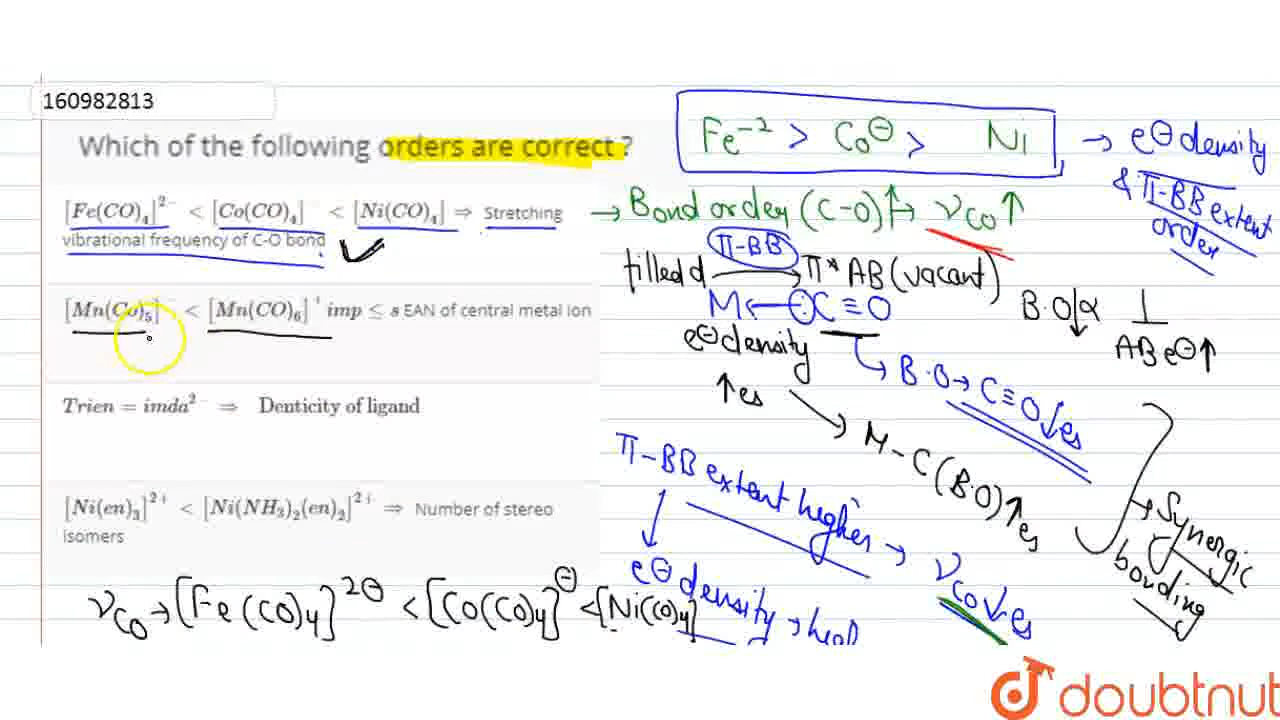 160982813
Which of the following orders are correct ?
[Fe(CO)₄]²⁻ < [Co(CO)₄]⁻ < [Ni(CO)₄] ⇒ Stretching
vibrational frequency of C-O bond
[Mn(Co)₅]⁻ < [Mn(CO)₆]⁺ imp ≤ s EAN of central metal ion
Trien = imda²⁻ ⇒ Denticity of ligand
[Ni(en)₃]²⁺ < [Ni(NH₃)₂(en)₂]²⁺ ⇒ Number of stereo
isomers
νCO → [Fe(CO)₄]²⊖ < [Co(CO)₄]⊖ < [Ni(CO)₄]
Fe⁻² > Co⊖ > Ni → e⊖ density
& π-BB extent
order
→ Bond order (C-O)↑ → νCO↑
filled d π-BB → π* AB (vacant)
M ← :C≡O
e⊖ density
↑es
B.O↓ α 1/AB e⊖↑
B.O → C≡O↓es
M-C (B.O)↑es
→ Synergic
bonding
π-BB extent higher → νCO↓es
e⊖ density → high
doubtnut